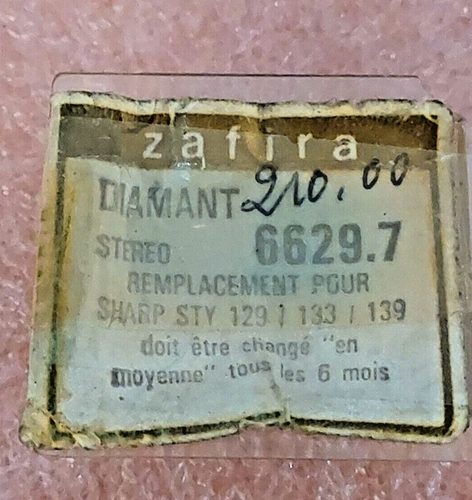 zafira
DIAMANT 210.00
STEREO 6629.7
REMPLACEMENT POUR
SHARP STY 129 / 133 / 139
doit être changé "en
moyenne" tous les 6 mois